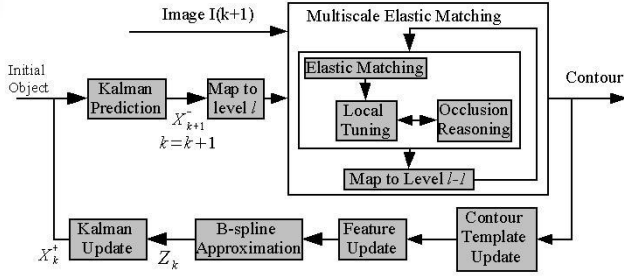 Image I(k+1)
Multiscale Elastic Matching
Initial
Object
Kalman
Prediction
X⁻ₖ₊₁
k=k+1
Map to
level l
Elastic Matching
Local
Tuning
Occlusion
Reasoning
Map to Level l-l
Contour
X⁺ₖ
Kalman
Update
Zₖ
B-spline
Approximation
Feature
Update
Contour
Template
Update